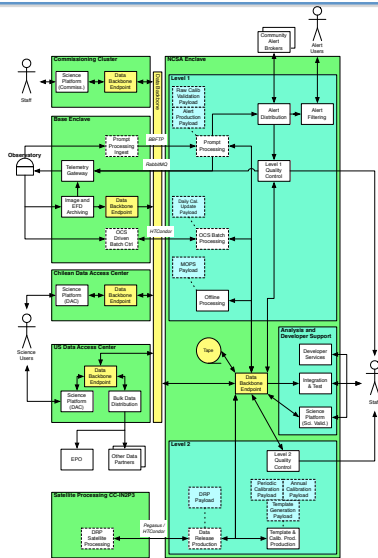 Community
Alert
Brokers
Alert
Users
Commissioning Cluster
NCSA Enclave
Staff
Science
Platform
(Commiss.)
Data
Backbone
Endpoint
Data Backbone
Level 1
Raw Calib
Validation
Payload
Alert
Production
Payload
Alert
Distribution
Alert
Filtering
Base Enclave
Prompt
Processing
Ingest
BBFTP
Prompt
Processing
Observatory
Telemetry
Gateway
RabbitMQ
Level 1
Quality
Control
Image and
EFD
Archiving
Data
Backbone
Endpoint
Daily Cal.
Update
Payload
OCS
Driven
Batch Ctrl
HTCondor
OCS Batch
Processing
MOPS
Payload
Chilean Data Access Center
Science
Platform
(DAC)
Data
Backbone
Endpoint
Offline
Processing
Science
Users
Analysis and
Developer Support
US Data Access Center
Tape
Developer
Services
Data
Backbone
Endpoint
Data
Backbone
Endpoint
Integration
& Test
Staff
Science
Platform
(DAC)
Bulk Data
Distribution
Science
Platform
(Sci. Valid.)
EPO
Other Data
Partners
Level 2
Level 2
Quality
Control
Satellite Processing CC-IN2P3
DRP
Payload
Periodic
Calibration
Payload
Annual
Calibration
Payload
Template
Generation
Payload
DRP
Satellite
Processing
Pegasus /
HTCondor
Data
Release
Production
Template &
Calib. Prod.
Production